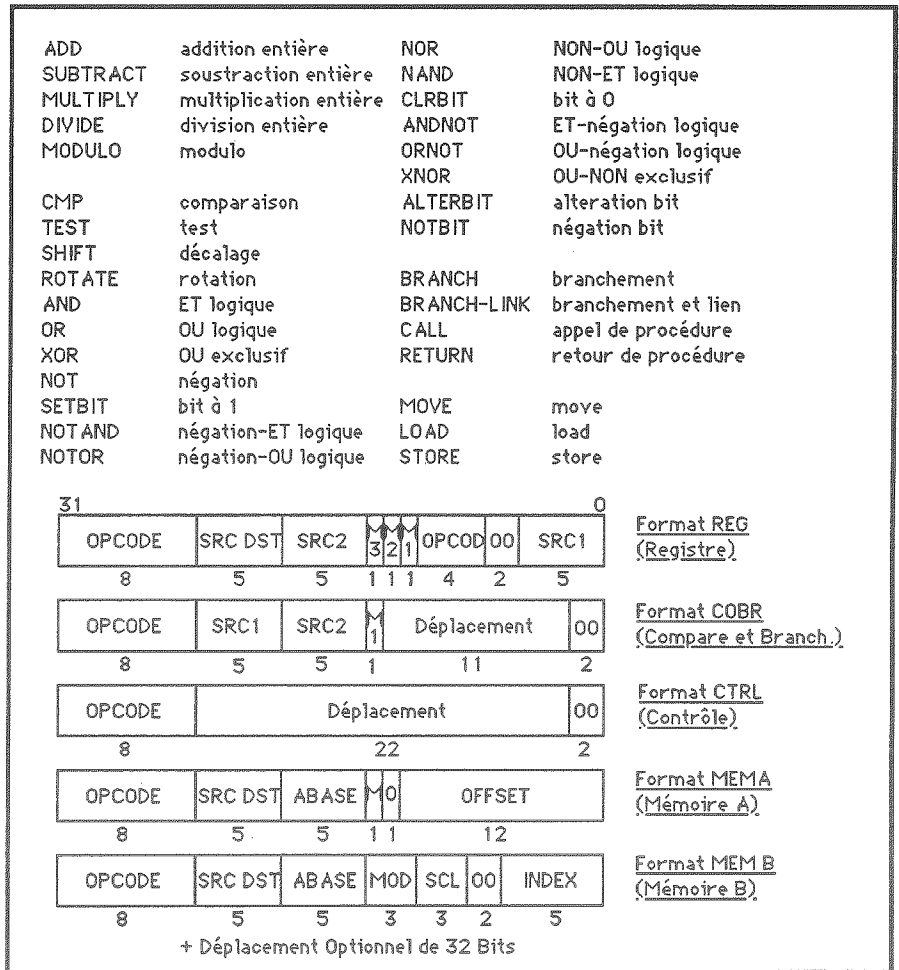 ADD addition entière NOR NON-OU logique
SUBTRACT soustraction entière NAND NON-ET logique
MULTIPLY multiplication entière CLRBIT bit à 0
DIVIDE division entière ANDNOT ET-négation logique
MODULO modulo ORNOT OU-négation logique
XNOR OU-NON exclusif
CMP comparaison ALTERBIT alteration bit
TEST test NOTBIT négation bit
SHIFT décalage
ROTATE rotation BRANCH branchement
AND ET logique BRANCH-LINK branchement et lien
OR OU logique CALL appel de procédure
XOR OU exclusif RETURN retour de procédure
NOT négation
SETBIT bit à 1 MOVE move
NOTAND négation-ET logique LOAD load
NOTOR négation-OU logique STORE store
31 0
OPCODE SRC DST SRC2 M3 M2 M1 OPCOD 00 SRC1 Format REG (Registre)
8 5 5 1 1 1 4 2 5
OPCODE SRC1 SRC2 M1 Déplacement 00 Format COBR (Compare et Branch.)
8 5 5 1 11 2
OPCODE Déplacement 00 Format CTRL (Contrôle)
8 22 2
OPCODE SRC DST ABASE M 0 OFFSET Format MEMA (Mémoire A)
8 5 5 1 1 12
OPCODE SRC DST ABASE MOD SCL 00 INDEX Format MEM B (Mémoire B)
8 5 5 3 3 2 5
+ Déplacement Optionnel de 32 Bits